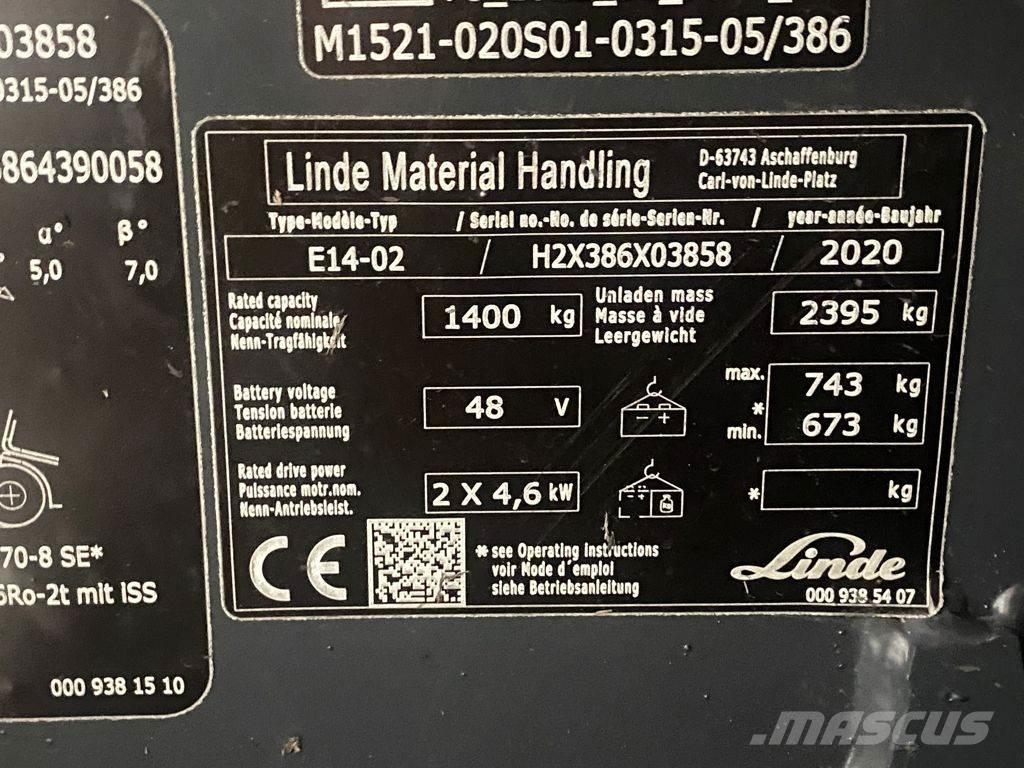 M1521-020S01-0315-05/386
03858
0315-05/386
864390058
α° β°
5,0 7,0
70-8 SE*
Ro-2t mit iSS
000 938 15 10
Linde Material Handling
D-63743 Aschaffenburg
Carl-von-Linde-Platz
Type-Modèle-Typ / Serial no.-No. de série-Serien-Nr. / year-année-Baujahr
E14-02 / H2X386X03858 / 2020
Rated capacity
Capacité nominale
Nenn-Tragfähigkeit
1400 kg
Unladen mass
Masse à vide
Leergewicht
2395 kg
Battery voltage
Tension batterie
Batteriespannung
48 V
- +
max. 743 kg
*
min. 673 kg
Rated drive power
Puissance motr.nom.
Nenn-Antriebsleist.
2 X 4,6 kW
kg
* kg
CE
* see Operating Instructions
voir Mode d'emploi
siehe Betriebsanleitung
Linde
000 938 54 07
MASCUS